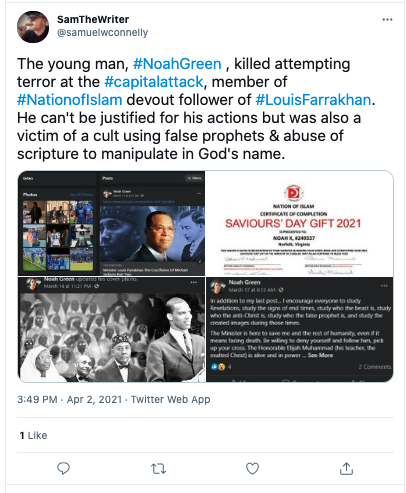 SamTheWriter
@samuelwconnelly
The young man, #NoahGreen , killed attempting
terror at the #capitalattack, member of
#NationofIslam devout follower of #LouisFarrakhan.
He can't be justified for his actions but was also a
victim of a cult using false prophets & abuse of
scripture to manipulate in God's name.
Intro
Posts
Photos
See All Photos
Noah Green
Minister Louis Farrakhan The Crucifixion Of Michael
Jackson
NATION OF ISLAM
CERTIFICATE OF COMPLETION
SAVIOURS' DAY GIFT 2021
NOAH X
Norfolk, Virginia
Noah Green updated his cover photo.
March 16 at 11:21 PM
Noah Green
March 17 at 8:17 AM
In addition to my last post... I encourage everyone to study
Revelations, study the signs of end times, study who the beast is, study
who the anti-Christ is, study who the false prophet is, and study the
created images during those times.
The Minister is here to save me and the rest of humanity, even if it
means facing death. Be willing to deny yourself and follow him, pick
up your cross. The Honorable Elijah Muhammad (his teacher, the
exalted Christ) is alive and in power ... See More
4
2 Comments
3:49 PM · Apr 2, 2021 · Twitter Web App
1 Like